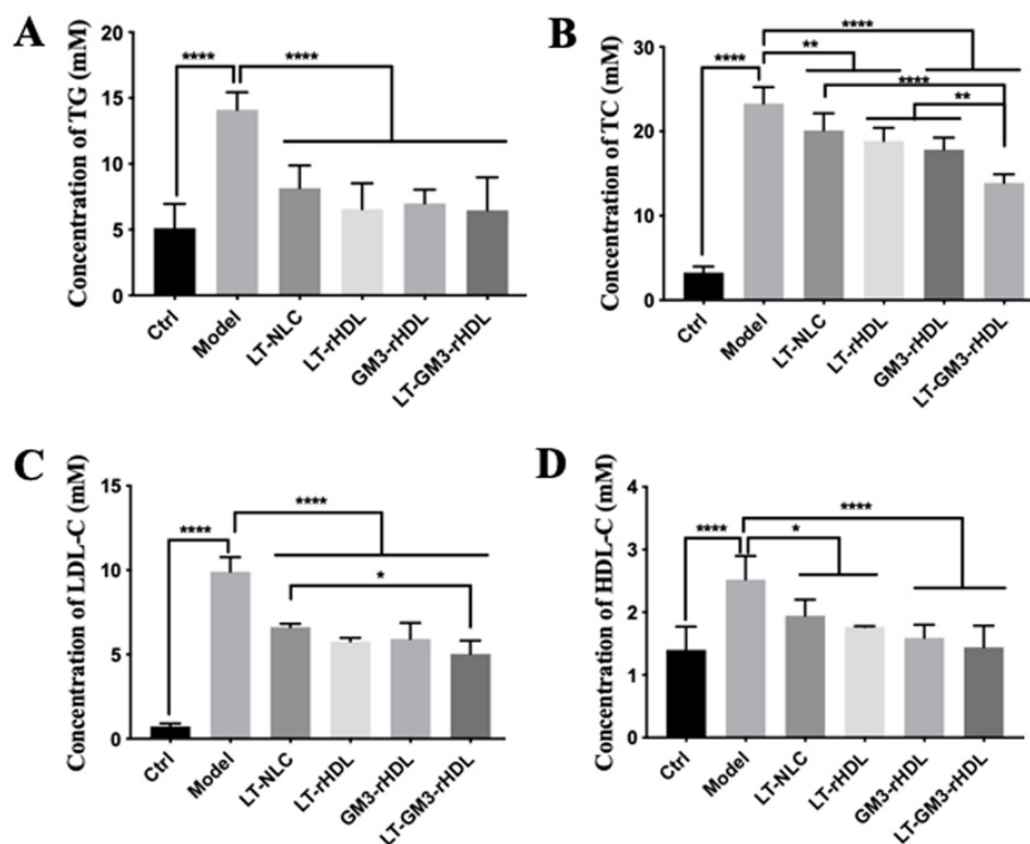 A
Concentration of TG (mM)
20
15
10
5
0
****
****
Ctrl
Model
LT-NLC
LT-rHDL
GM3-rHDL
LT-GM3-rHDL
B
Concentration of TC (mM)
30
20
10
0
****
****
**
****
**
Ctrl
Model
LT-NLC
LT-rHDL
GM3-rHDL
LT-GM3-rHDL
C
Concentration of LDL-C (mM)
15
10
5
0
****
****
*
Ctrl
Model
LT-NLC
LT-rHDL
GM3-rHDL
LT-GM3-rHDL
D
Concentration of HDL-C (mM)
4
3
2
1
0
****
****
*
Ctrl
Model
LT-NLC
LT-rHDL
GM3-rHDL
LT-GM3-rHDL